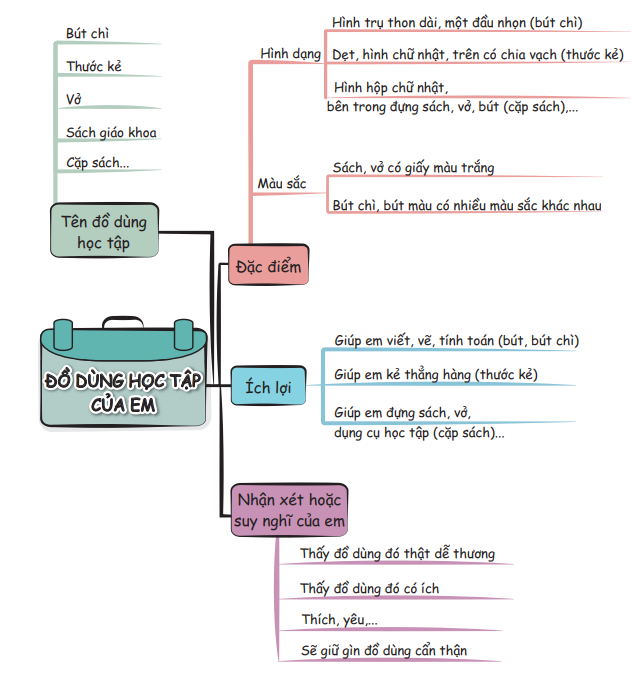 Bút chì
Thước kẻ
Vở
Sách giáo khoa
Cặp sách...
Tên đồ dùng
học tập
Hình dạng
Hình trụ thon dài, một đầu nhọn (bút chì)
Dẹt, hình chữ nhật, trên có chia vạch (thước kẻ)
Hình hộp chữ nhật,
bên trong đựng sách, vở, bút (cặp sách),...
Màu sắc
Sách, vở có giấy màu trắng
Bút chì, bút màu có nhiều màu sắc khác nhau
Đặc điểm
ĐỒ DÙNG HỌC TẬP
CỦA EM
Ích lợi
Giúp em viết, vẽ, tính toán (bút, bút chì)
Giúp em kẻ thẳng hàng (thước kẻ)
Giúp em đựng sách, vở,
dụng cụ học tập (cặp sách)...
Nhận xét hoặc
suy nghĩ của em
Thấy đồ dùng đó thật dễ thương
Thấy đồ dùng đó có ích
Thích, yêu,...
Sẽ giữ gìn đồ dùng cẩn thận